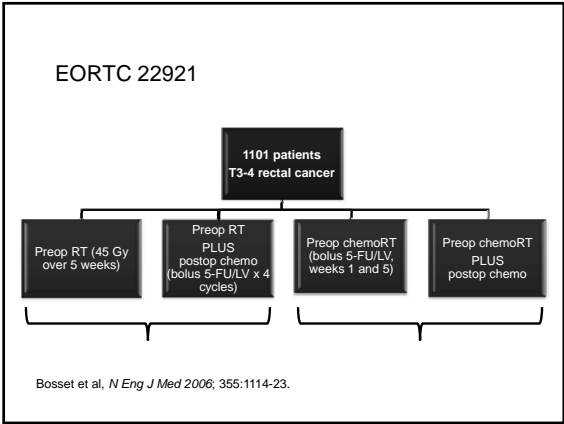 EORTC 22921
1101 patients
T3-4 rectal cancer
Preop RT (45 Gy
over 5 weeks)
Preop RT
PLUS
postop chemo
(bolus 5-FU/LV x 4
cycles)
Preop chemoRT
(bolus 5-FU/LV,
weeks 1 and 5)
Preop chemoRT
PLUS
postop chemo
Bosset et al, N Eng J Med 2006; 355:1114-23.